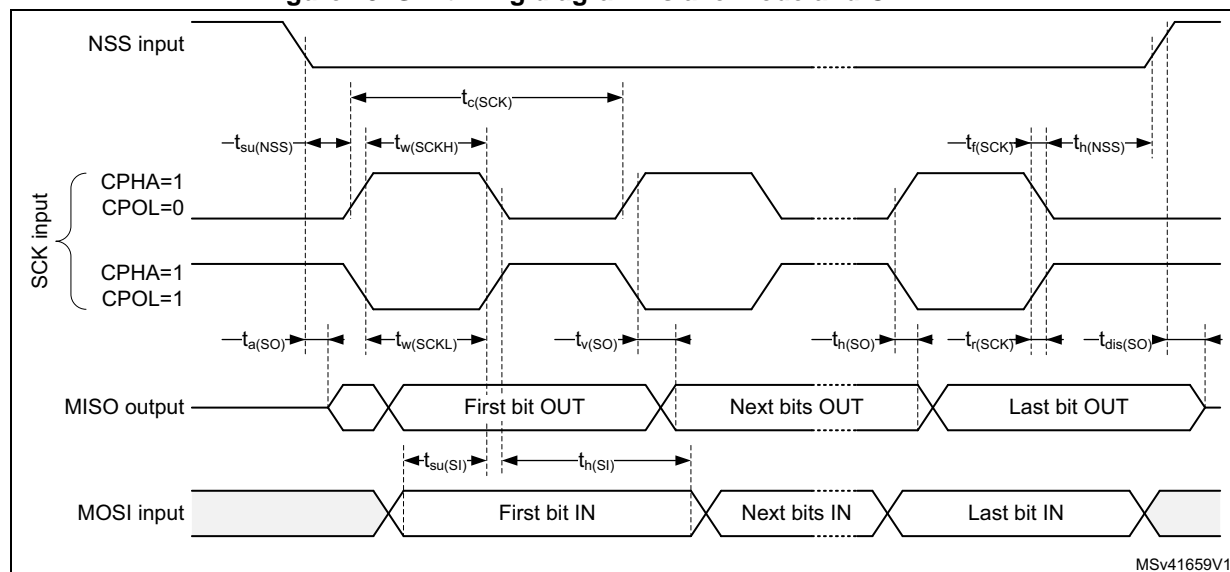 NSS input
tc(SCK)
tsu(NSS)
tw(SCKH)
tf(SCK)
th(NSS)
SCK input
CPHA=1
CPOL=0
CPHA=1
CPOL=1
ta(SO)
tw(SCKL)
tv(SO)
th(SO)
tr(SCK)
tdis(SO)
MISO output
First bit OUT
Next bits OUT
Last bit OUT
tsu(SI)
th(SI)
MOSI input
First bit IN
Next bits IN
Last bit IN
MSv41659V1